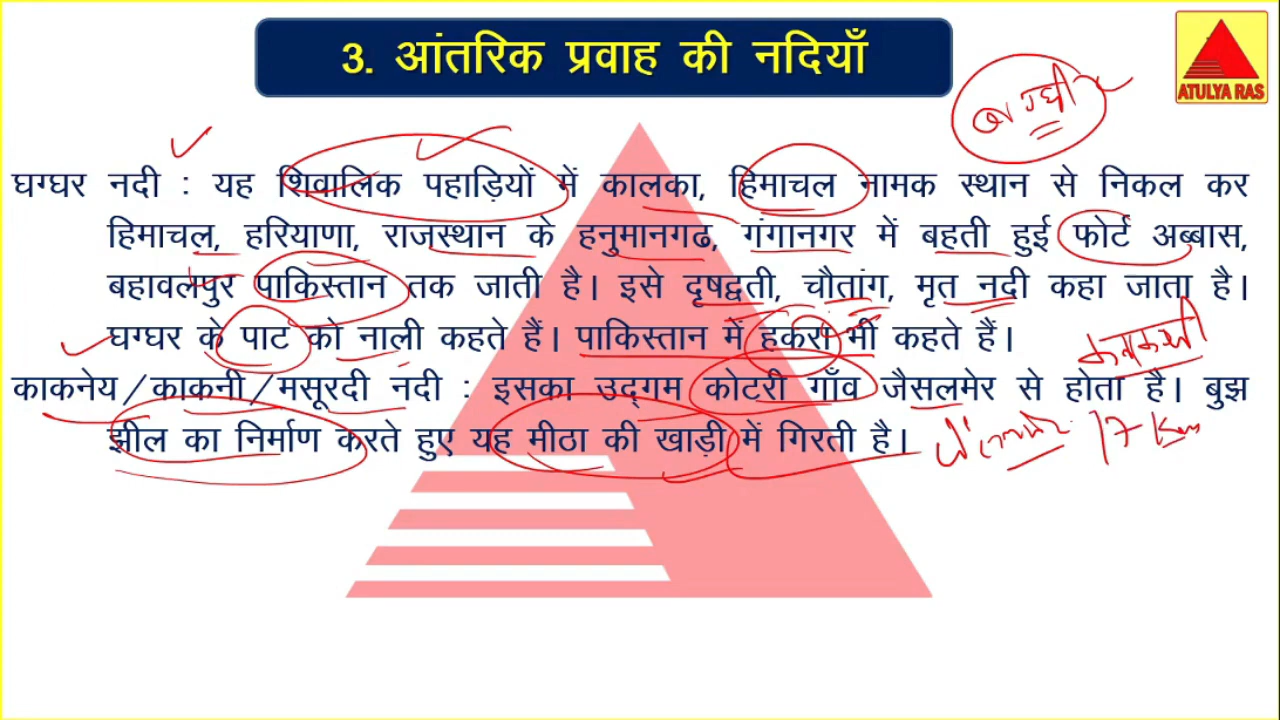 3. आंतरिक प्रवाह की नदियाँ
ATULYA RAS
घग्घर नदी : यह शिवालिक पहाड़ियों में कालका, हिमाचल नामक स्थान से निकल कर
हिमाचल, हरियाणा, राजस्थान के हनुमानगढ, गंगानगर में बहती हुई फोर्ट अब्बास,
बहावलपुर पाकिस्तान तक जाती है। इसे दृषद्वती, चौतांग, मृत नदी कहा जाता है।
घग्घर के पाट को नाली कहते हैं। पाकिस्तान में हकरा भी कहते हैं।
काकनेय/काकनी/मसूरदी नदी : इसका उद्गम कोटरी गाँव जैसलमेर से होता है। बुझ
झील का निर्माण करते हुए यह मीठा की खाड़ी में गिरती है।
17 Km